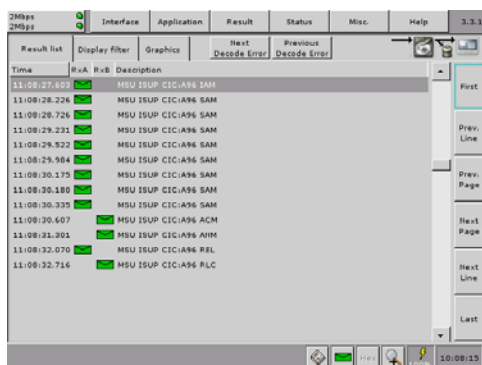 2Mbps
2Mbps
Interface Application Result Status Misc. Help 3.3.1
Result list Display filter Graphics Next Decode Error Previous Decode Error
Time RxA RxB Description
11:08:27.603 MSU ISUP CIC:A96 IAM
11:08:28.226 MSU ISUP CIC:A96 SAM
11:08:28.726 MSU ISUP CIC:A96 SAM
11:08:29.231 MSU ISUP CIC:A96 SAM
11:08:29.522 MSU ISUP CIC:A96 SAM
11:08:29.984 MSU ISUP CIC:A96 SAM
11:08:30.175 MSU ISUP CIC:A96 SAM
11:08:30.180 MSU ISUP CIC:A96 SAM
11:08:30.335 MSU ISUP CIC:A96 SAM
11:08:30.607 MSU ISUP CIC:A96 ACM
11:08:31.301 MSU ISUP CIC:A96 ANM
11:08:32.070 MSU ISUP CIC:A96 REL
11:08:32.716 MSU ISUP CIC:A96 RLC
First
Prev. Line
Prev. Page
Next Page
Next Line
Last
Hex 100% 10:08:15